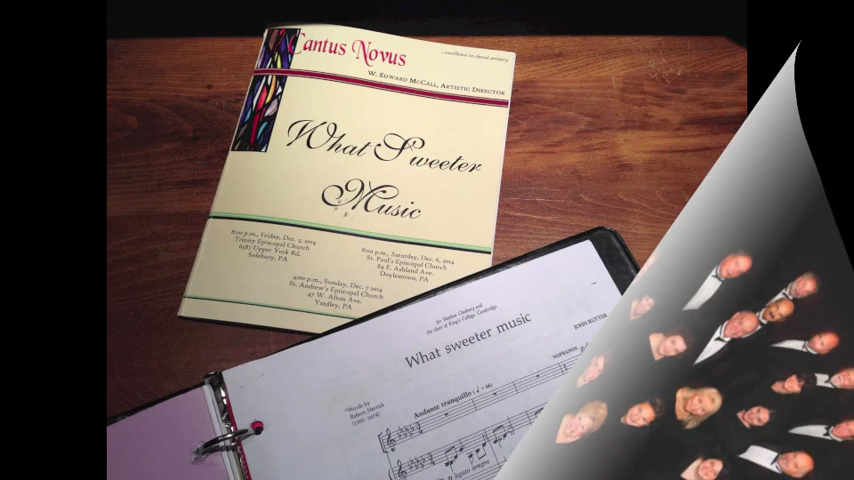 Cantus Novus
...excellence in choral artistry
W. Edward McCall, Artistic Director
What Sweeter
Music
8:00 p.m., Friday, Dec. 5, 2014
Trinity Episcopal Church
6587 Upper York Rd.
Solebury, PA
8:00 p.m., Saturday, Dec. 6, 2014
St. Paul's Episcopal Church
84 E. Ashland Ave.
Doylestown, PA
4:00 p.m., Sunday, Dec. 7 2014
St. Andrew's Episcopal Church
47 W. Afton Ave.
Yardley, PA
for Stephen Cleobury and
the choir of King's College, Cambridge
What sweeter music
JOHN RUTTER
*Words by
Robert Herrick
(1591-1674)
Andante tranquillo (♩ = 66)
SOPRANOS
p
legato sempre